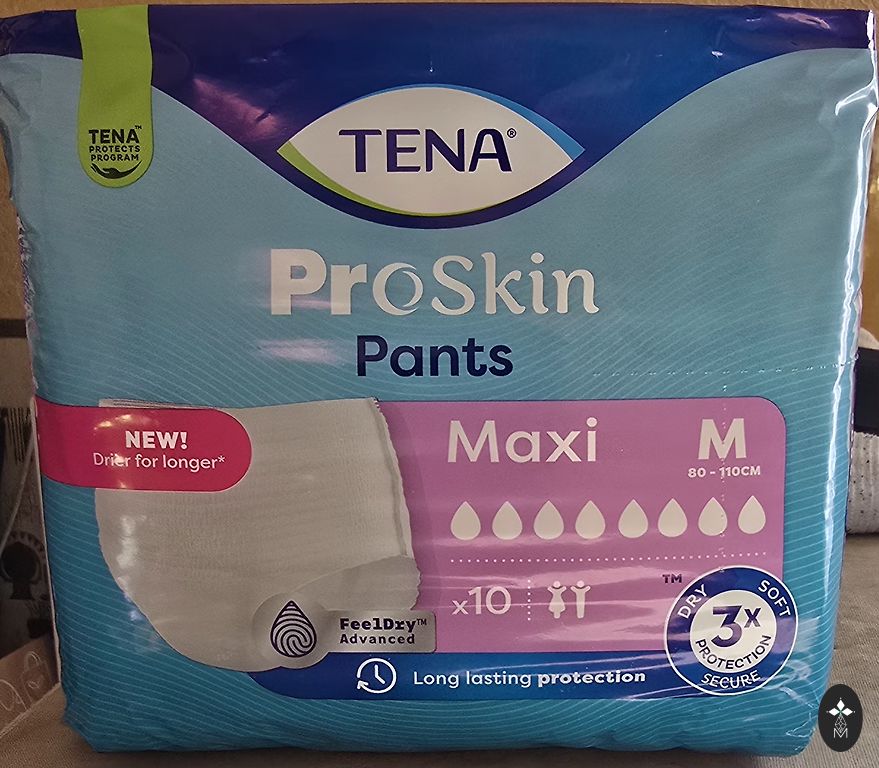 TENA™
PROTECTS
PROGRAM
TENA®
ProSkin
Pants
NEW!
Drier for longer*
Maxi
M
80 - 110CM
x10
FeelDry™
Advanced
™
DRY
SOFT
3x
PROTECTION
SECURE
Long lasting protection
M